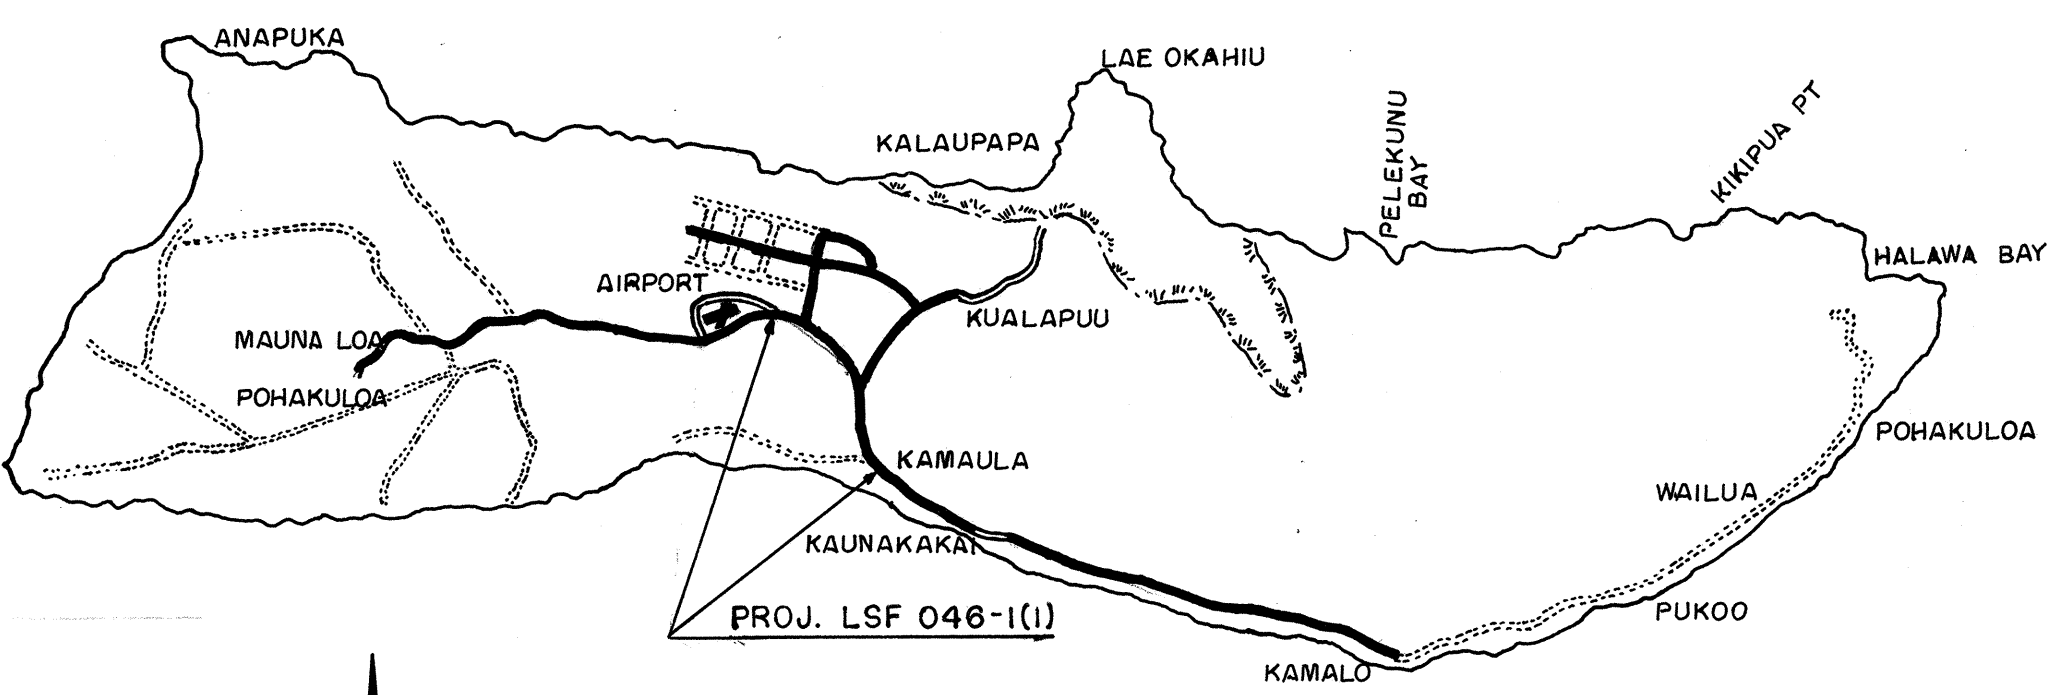 ANAPUKA
LAE OKAHIU
KALAUPAPA
PELEKUNU
BAY
KIKIPUA PT
HALAWA BAY
AIRPORT
KUALAPUU
MAUNA LOA
POHAKULOA
POHAKULOA
KAMAULA
WAILUA
KAUNAKAKAI
PROJ. LSF 046-1(1)
PUKOO
KAMALO